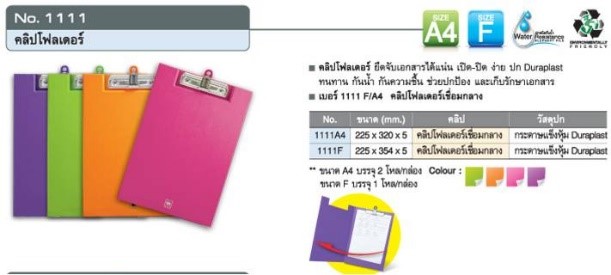 No. 1111
คลิปโฟลเดอร์
SIZE A4
SIZE F
Water Resistance
ENVIRONMENTALLY FRIENDLY
■ คลิปโฟลเดอร์ ยึดจับเอกสารได้แน่น เปิด-ปิด ง่าย ปก Duraplast
ทนทาน กันน้ำ กันความชื้น ช่วยปกป้อง และเก็บรักษาเอกสาร
■ เบอร์ 1111 F/A4 คลิปโฟลเดอร์เชื่อมกลาง
No. ขนาด (mm.) คลิป วัสดุปก
1111A4 225 x 320 x 5 คลิปโฟลเดอร์เชื่อมกลาง กระดาษแข็งหุ้ม Duraplast
1111F 225 x 354 x 5 คลิปโฟลเดอร์เชื่อมกลาง กระดาษแข็งหุ้ม Duraplast
** ขนาด A4 บรรจุ 2 โหล/กล่อง Colour :
ขนาด F บรรจุ 1 โหล/กล่อง